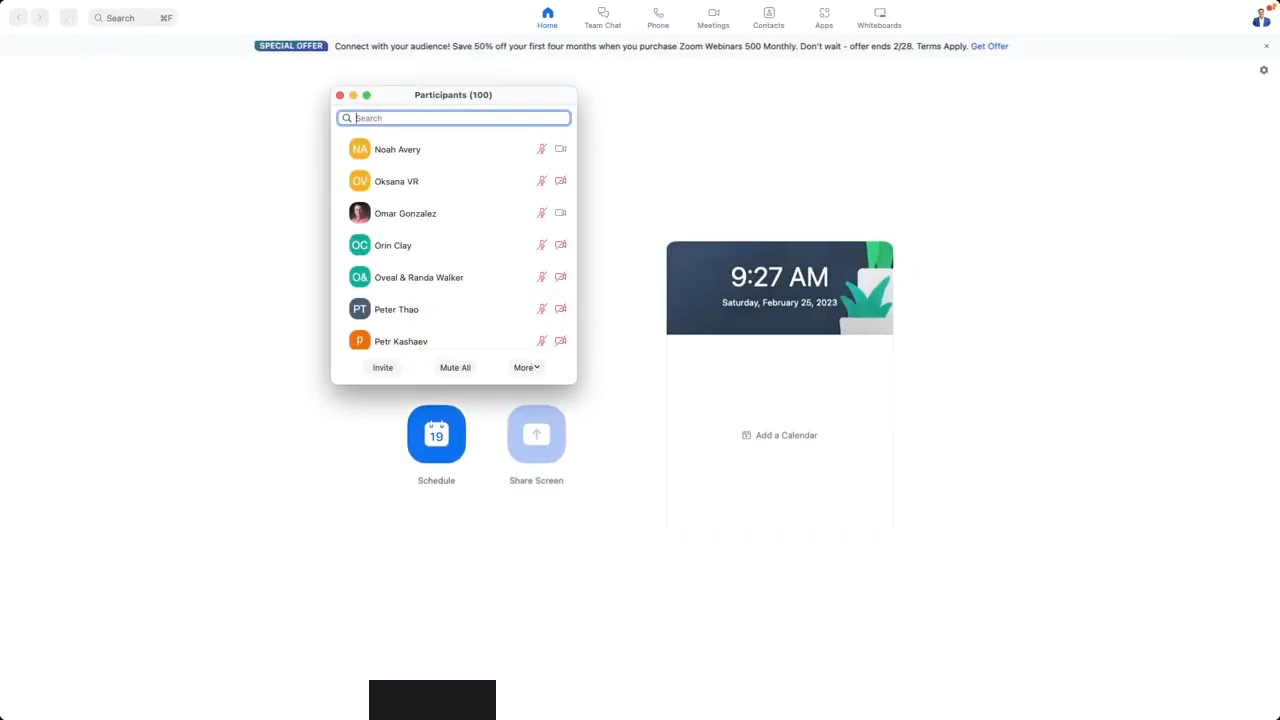 Search ⌘F
Home
Team Chat
Phone
Meetings
Contacts
Apps
Whiteboards
SPECIAL OFFER Connect with your audience! Save 50% off your first four months when you purchase Zoom Webinars 500 Monthly. Don't wait - offer ends 2/28. Terms Apply. Get Offer
Participants (100)
Search
NA Noah Avery
OV Oksana VR
Omar Gonzalez
OC Orin Clay
O& Oveal & Randa Walker
PT Peter Thao
p Petr Kashaev
Invite Mute All More
9:27 AM
Saturday, February 25, 2023
Add a Calendar
19
Schedule
Share Screen